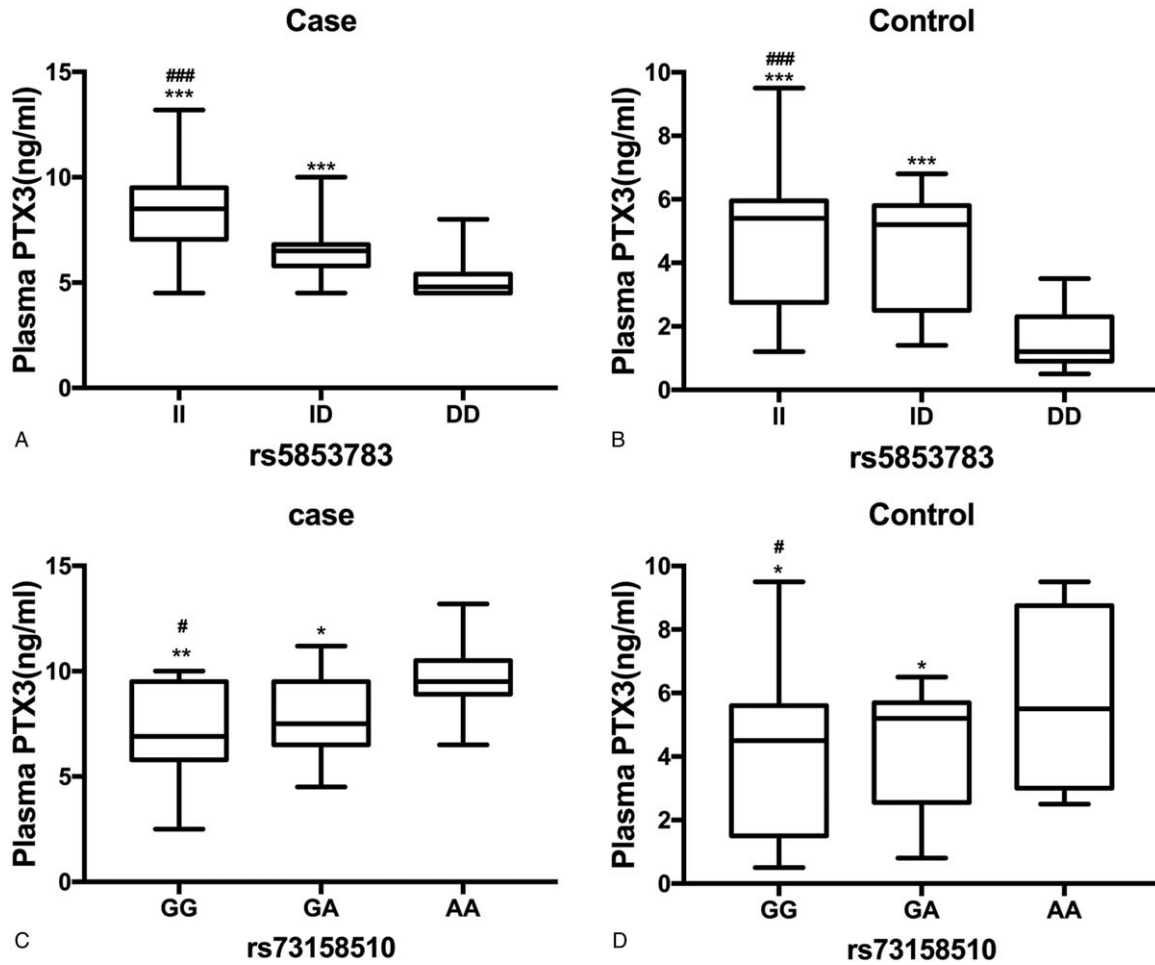 Case
Plasma PTX3(ng/ml)
15
10
5
0
###
***
***
II
ID
DD
rs5853783
A
Control
Plasma PTX3(ng/ml)
10
8
6
4
2
0
###
***
***
II
ID
DD
rs5853783
B
case
Plasma PTX3(ng/ml)
15
10
5
0
#
**
*
GG
GA
AA
rs73158510
C
Control
Plasma PTX3(ng/ml)
10
8
6
4
2
0
#
*
*
GG
GA
AA
rs73158510
D